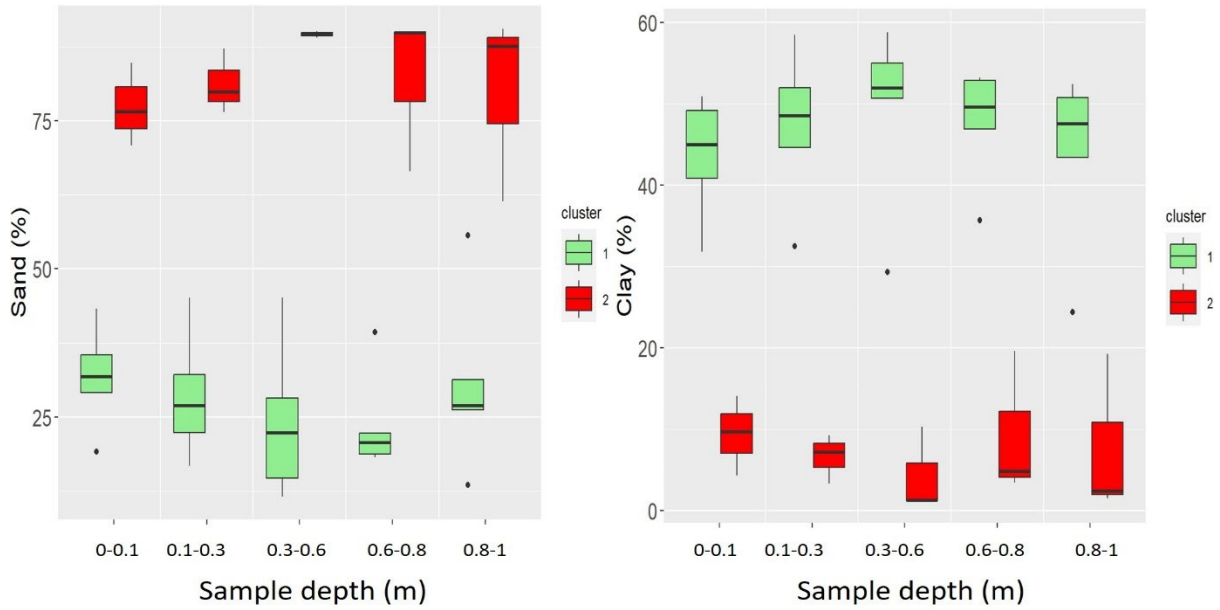 75
50
25
Sand (%)
0-0.1 0.1-0.3 0.3-0.6 0.6-0.8 0.8-1
Sample depth (m)
cluster
1
2
60
40
20
0
Clay (%)
0-0.1 0.1-0.3 0.3-0.6 0.6-0.8 0.8-1
Sample depth (m)
cluster
1
2